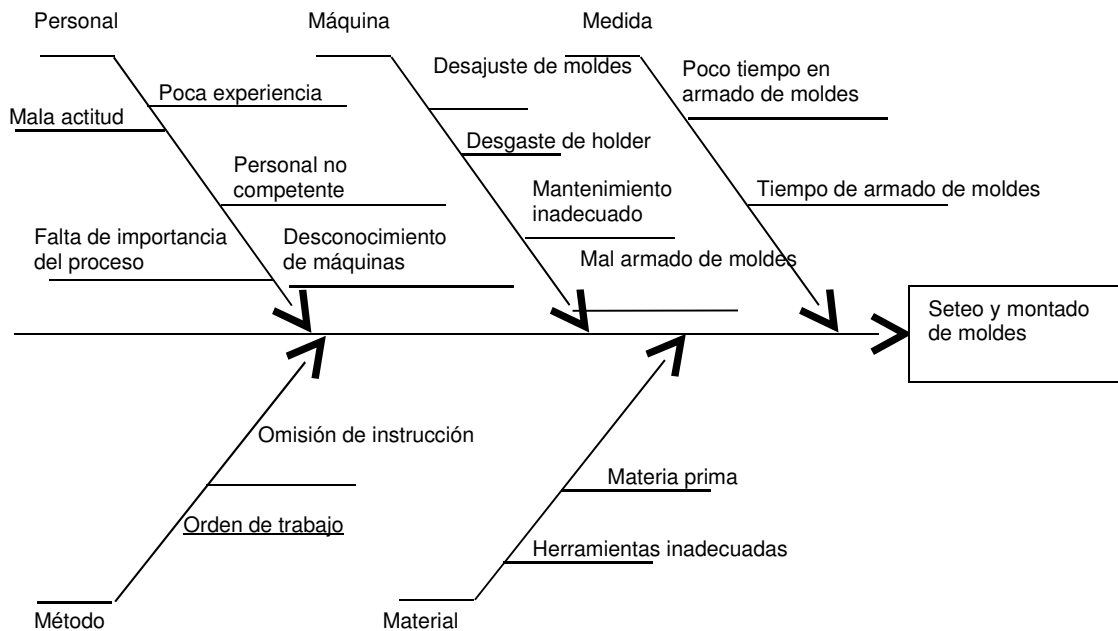 Personal
Máquina
Medida
Desajuste de moldes
Poco tiempo en
armado de moldes
Poca experiencia
Mala actitud
Desgaste de holder
Personal no
competente
Mantenimiento
inadecuado
Tiempo de armado de moldes
Falta de importancia
del proceso
Desconocimiento
de máquinas
Mal armado de moldes
Seteo y montado
de moldes
Omisión de instrucción
Materia prima
Orden de trabajo
Herramientas inadecuadas
Método
Material